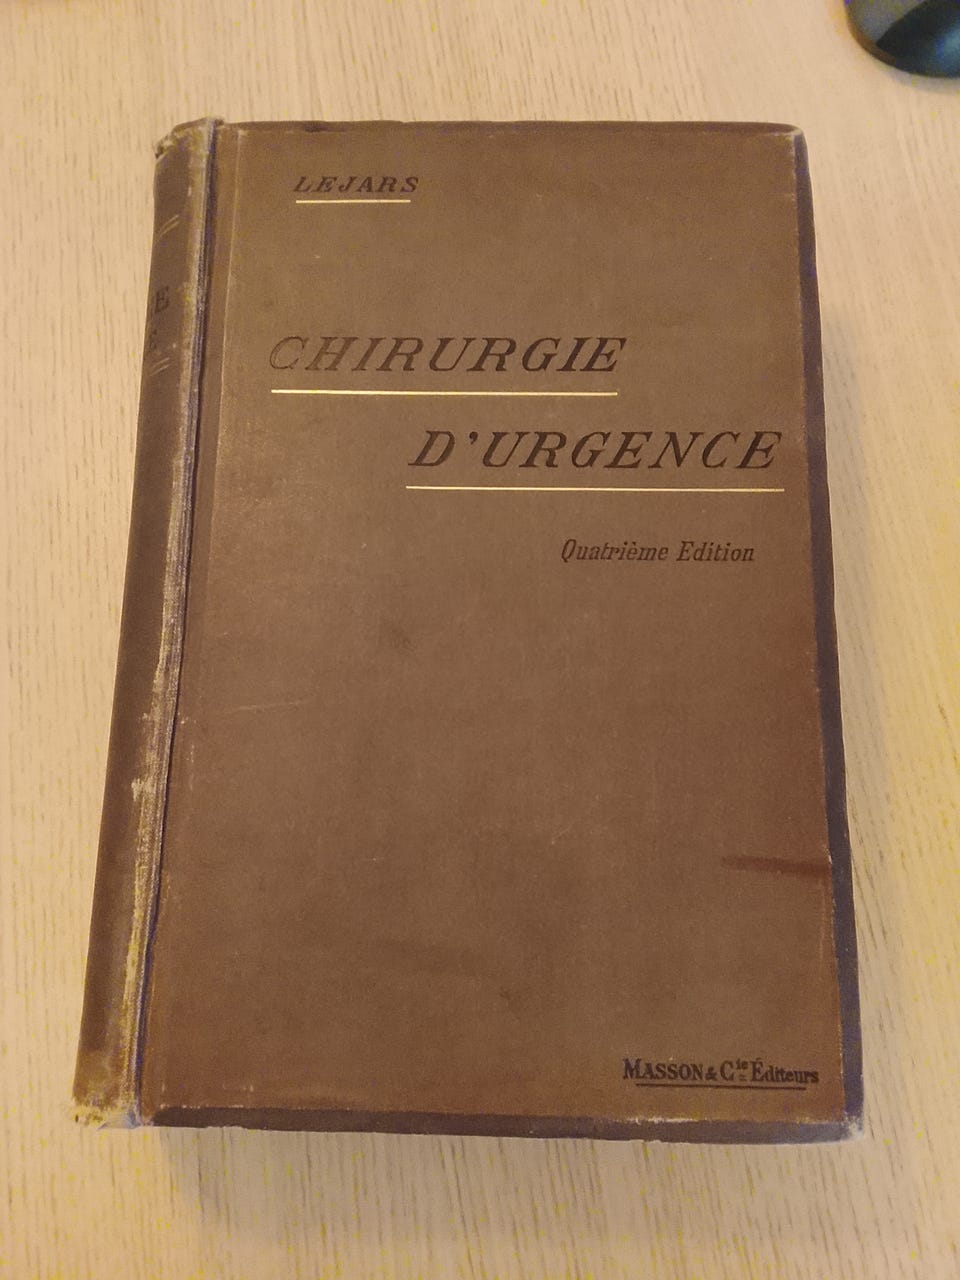 LEJARS
CHIRURGIE
D'URGENCE
Quatrième Edition
MASSON & Cie Éditeurs